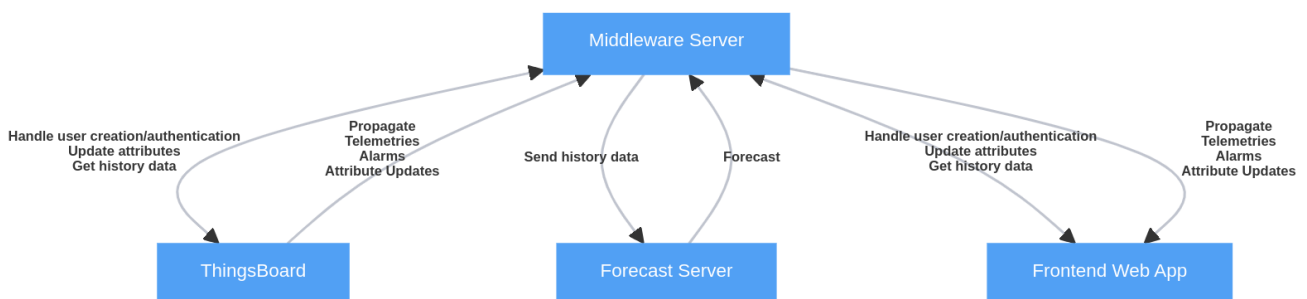 Middleware Server
Handle user creation/authentication
Update attributes
Get history data
Propagate
Telemetries
Alarms
Attribute Updates
Send history data
Forecast
Handle user creation/authentication
Update attributes
Get history data
Propagate
Telemetries
Alarms
Attribute Updates
ThingsBoard
Forecast Server
Frontend Web App